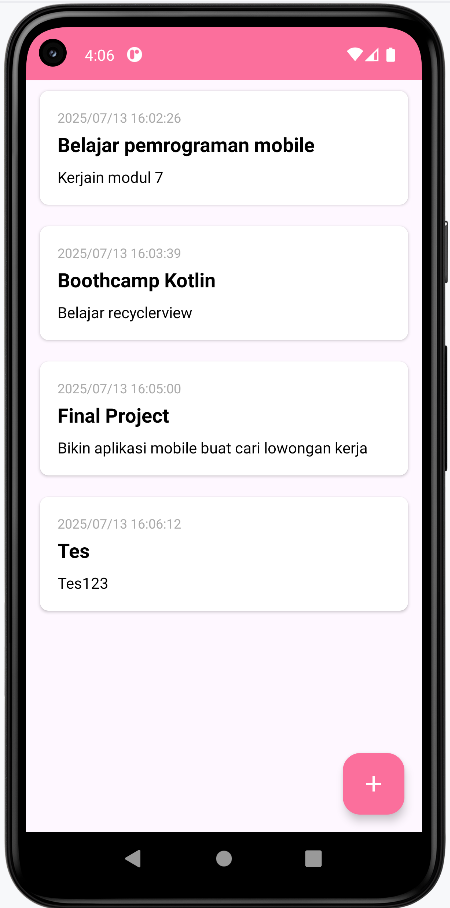 4:06
2025/07/13 16:02:26
Belajar pemrograman mobile
Kerjain modul 7
2025/07/13 16:03:39
Boothcamp Kotlin
Belajar recyclerview
2025/07/13 16:05:00
Final Project
Bikin aplikasi mobile buat cari lowongan kerja
2025/07/13 16:06:12
Tes
Tes123
+